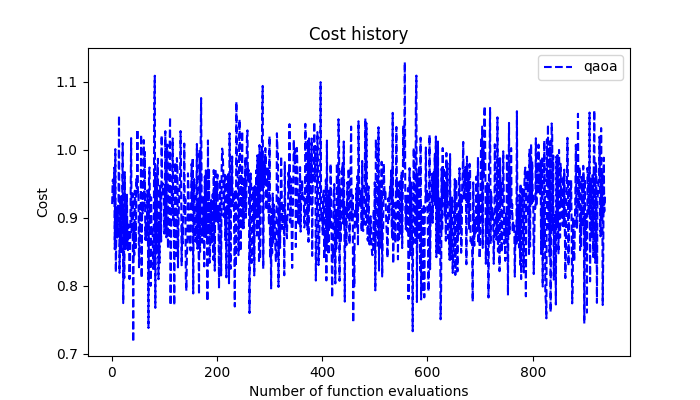 Cost history
qaoa
1.1
1.0
0.9
0.8
0.7
Cost
0
200
400
600
800
Number of function evaluations